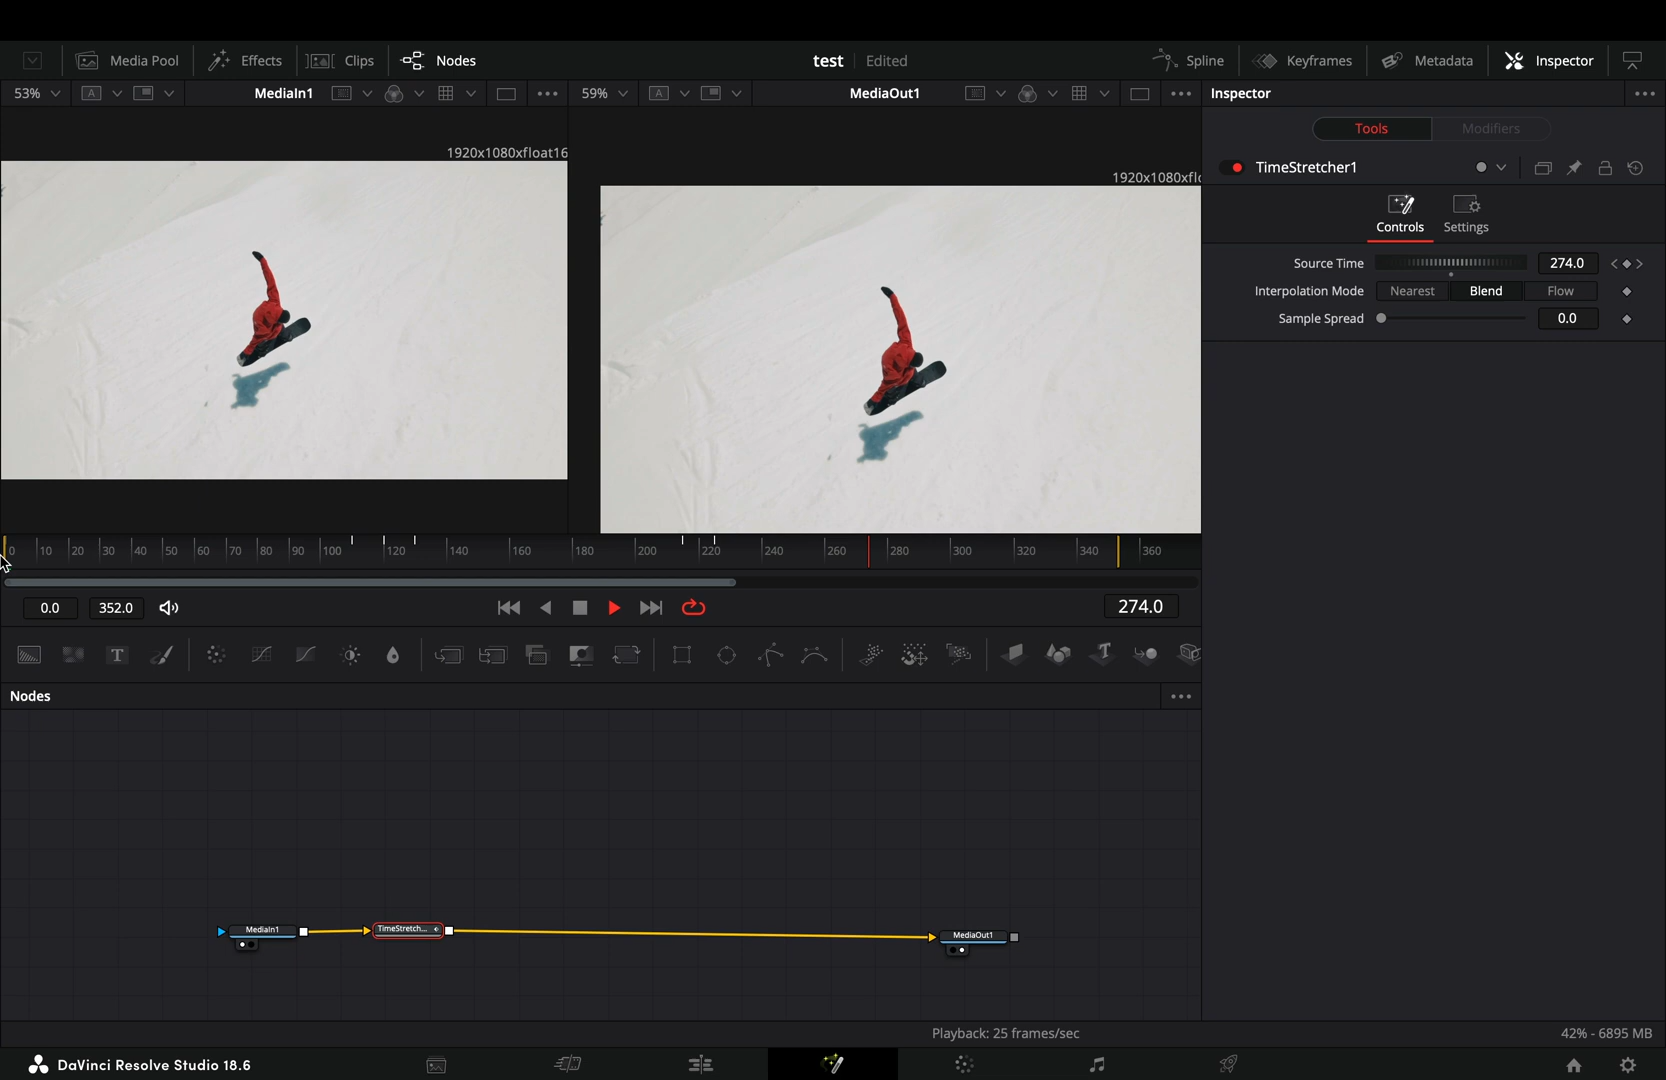 Media Pool Effects Clips Nodes test Edited Spline Keyframes Metadata Inspector
53% A MediaIn1 59% A MediaOut1 Inspector
Tools Modifiers
1920x1080xfloat16
1920x1080xflo
TimeStretcher1
Controls Settings
Source Time 274.0
Interpolation Mode Nearest Blend Flow
Sample Spread 0.0
0 10 20 30 40 50 60 70 80 90 100 120 140 160 180 200 220 240 260 280 300 320 340 360
0.0 352.0 274.0
T T
Nodes
MediaIn1 TimeStretch... MediaOut1
Playback: 25 frames/sec 42% - 6895 MB
DaVinci Resolve Studio 18.6